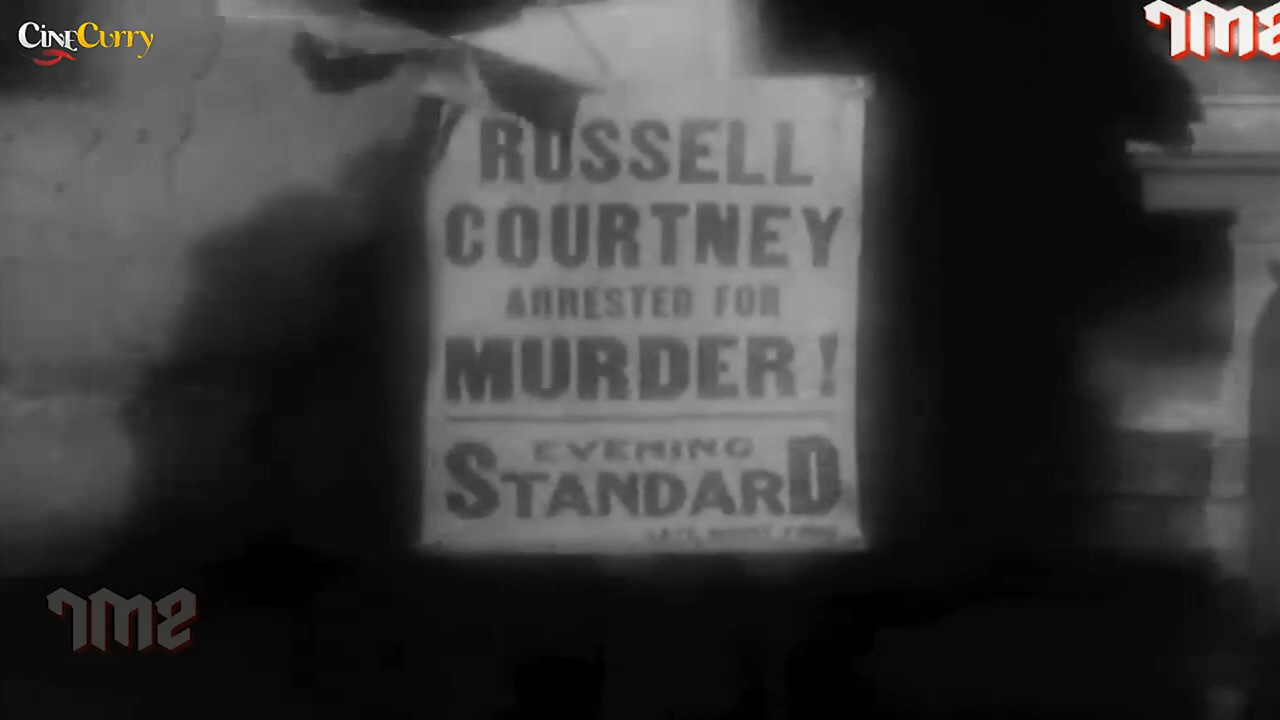 CineCurry
RUSSELL
COURTNEY
ARRESTED FOR
MURDER!
EVENING
STANDARD